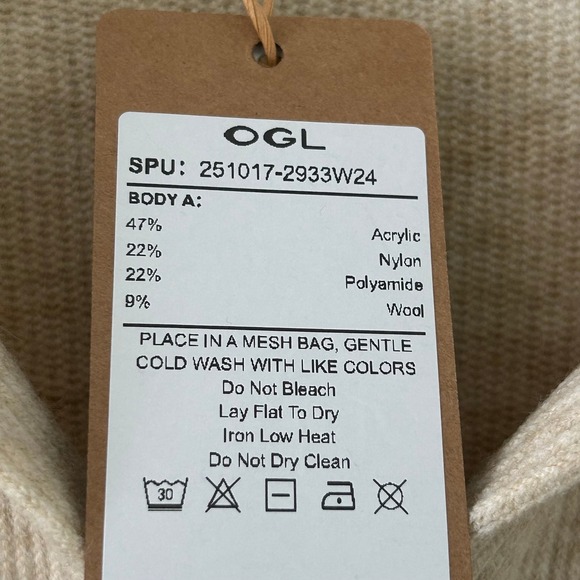 OGL
SPU: 251017-2933W24
BODY A:
47% Acrylic
22% Nylon
22% Polyamide
9% Wool
PLACE IN A MESH BAG, GENTLE
COLD WASH WITH LIKE COLORS
Do Not Bleach
Lay Flat To Dry
Iron Low Heat
Do Not Dry Clean
30